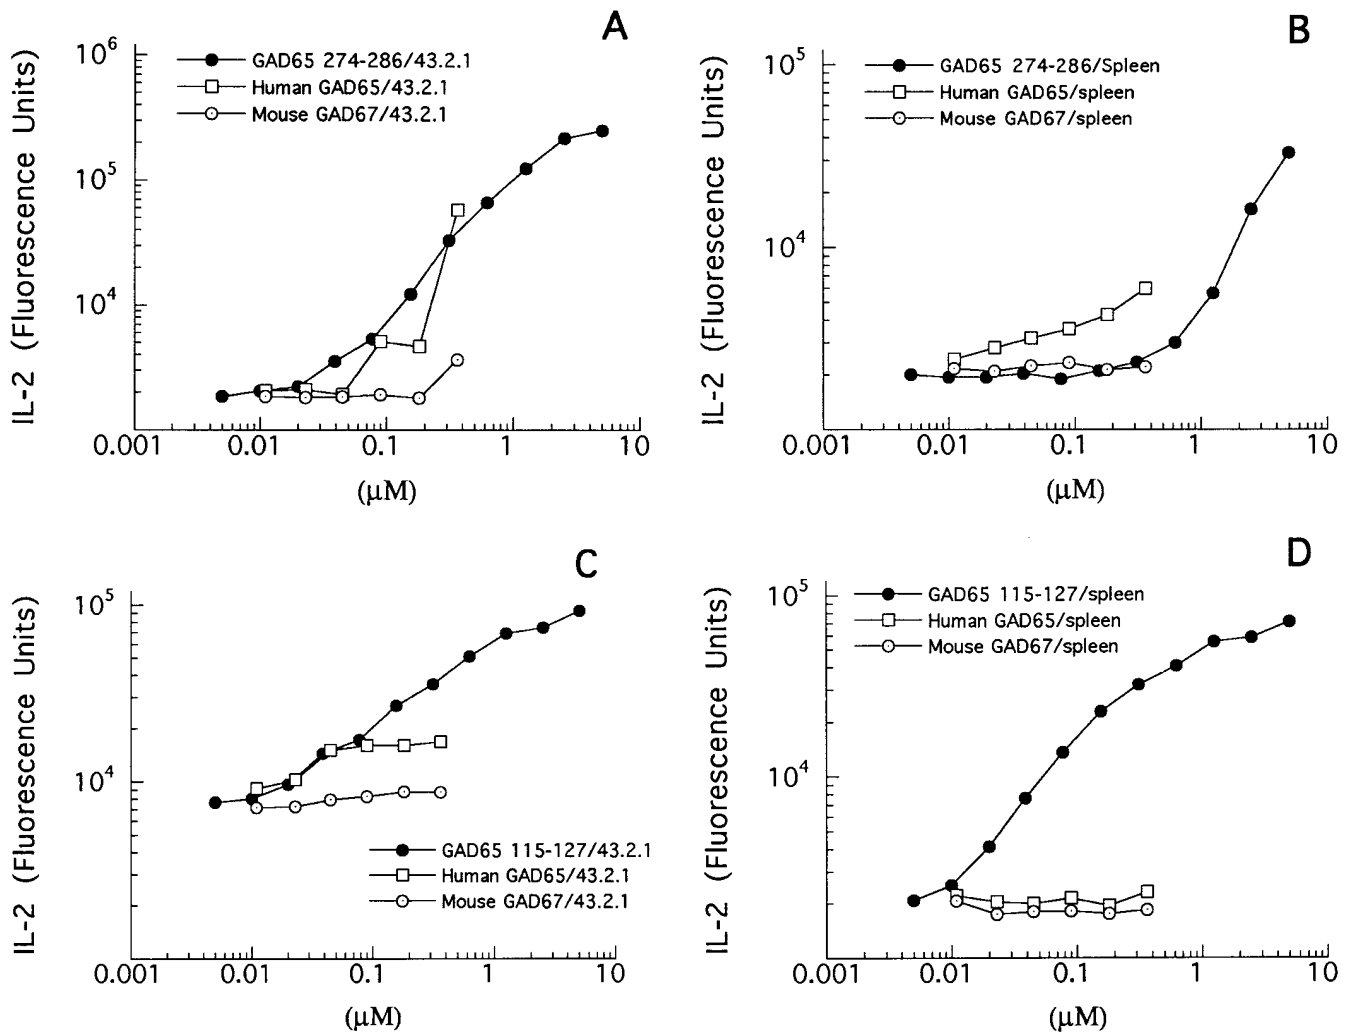 A
IL-2 (Fluorescence Units)
10^6
10^5
10^4
GAD65 274-286/43.2.1
Human GAD65/43.2.1
Mouse GAD67/43.2.1
0.001 0.01 0.1 1 10
(μM)
B
IL-2 (Fluorescence Units)
10^5
10^4
GAD65 274-286/Spleen
Human GAD65/spleen
Mouse GAD67/spleen
0.001 0.01 0.1 1 10
(μM)
C
IL-2 (Fluorescence Units)
10^5
10^4
GAD65 115-127/43.2.1
Human GAD65/43.2.1
Mouse GAD67/43.2.1
0.001 0.01 0.1 1 10
(μM)
D
IL-2 (Fluorescence Units)
10^5
10^4
GAD65 115-127/spleen
Human GAD65/spleen
Mouse GAD67/spleen
0.001 0.01 0.1 1 10
(μM)